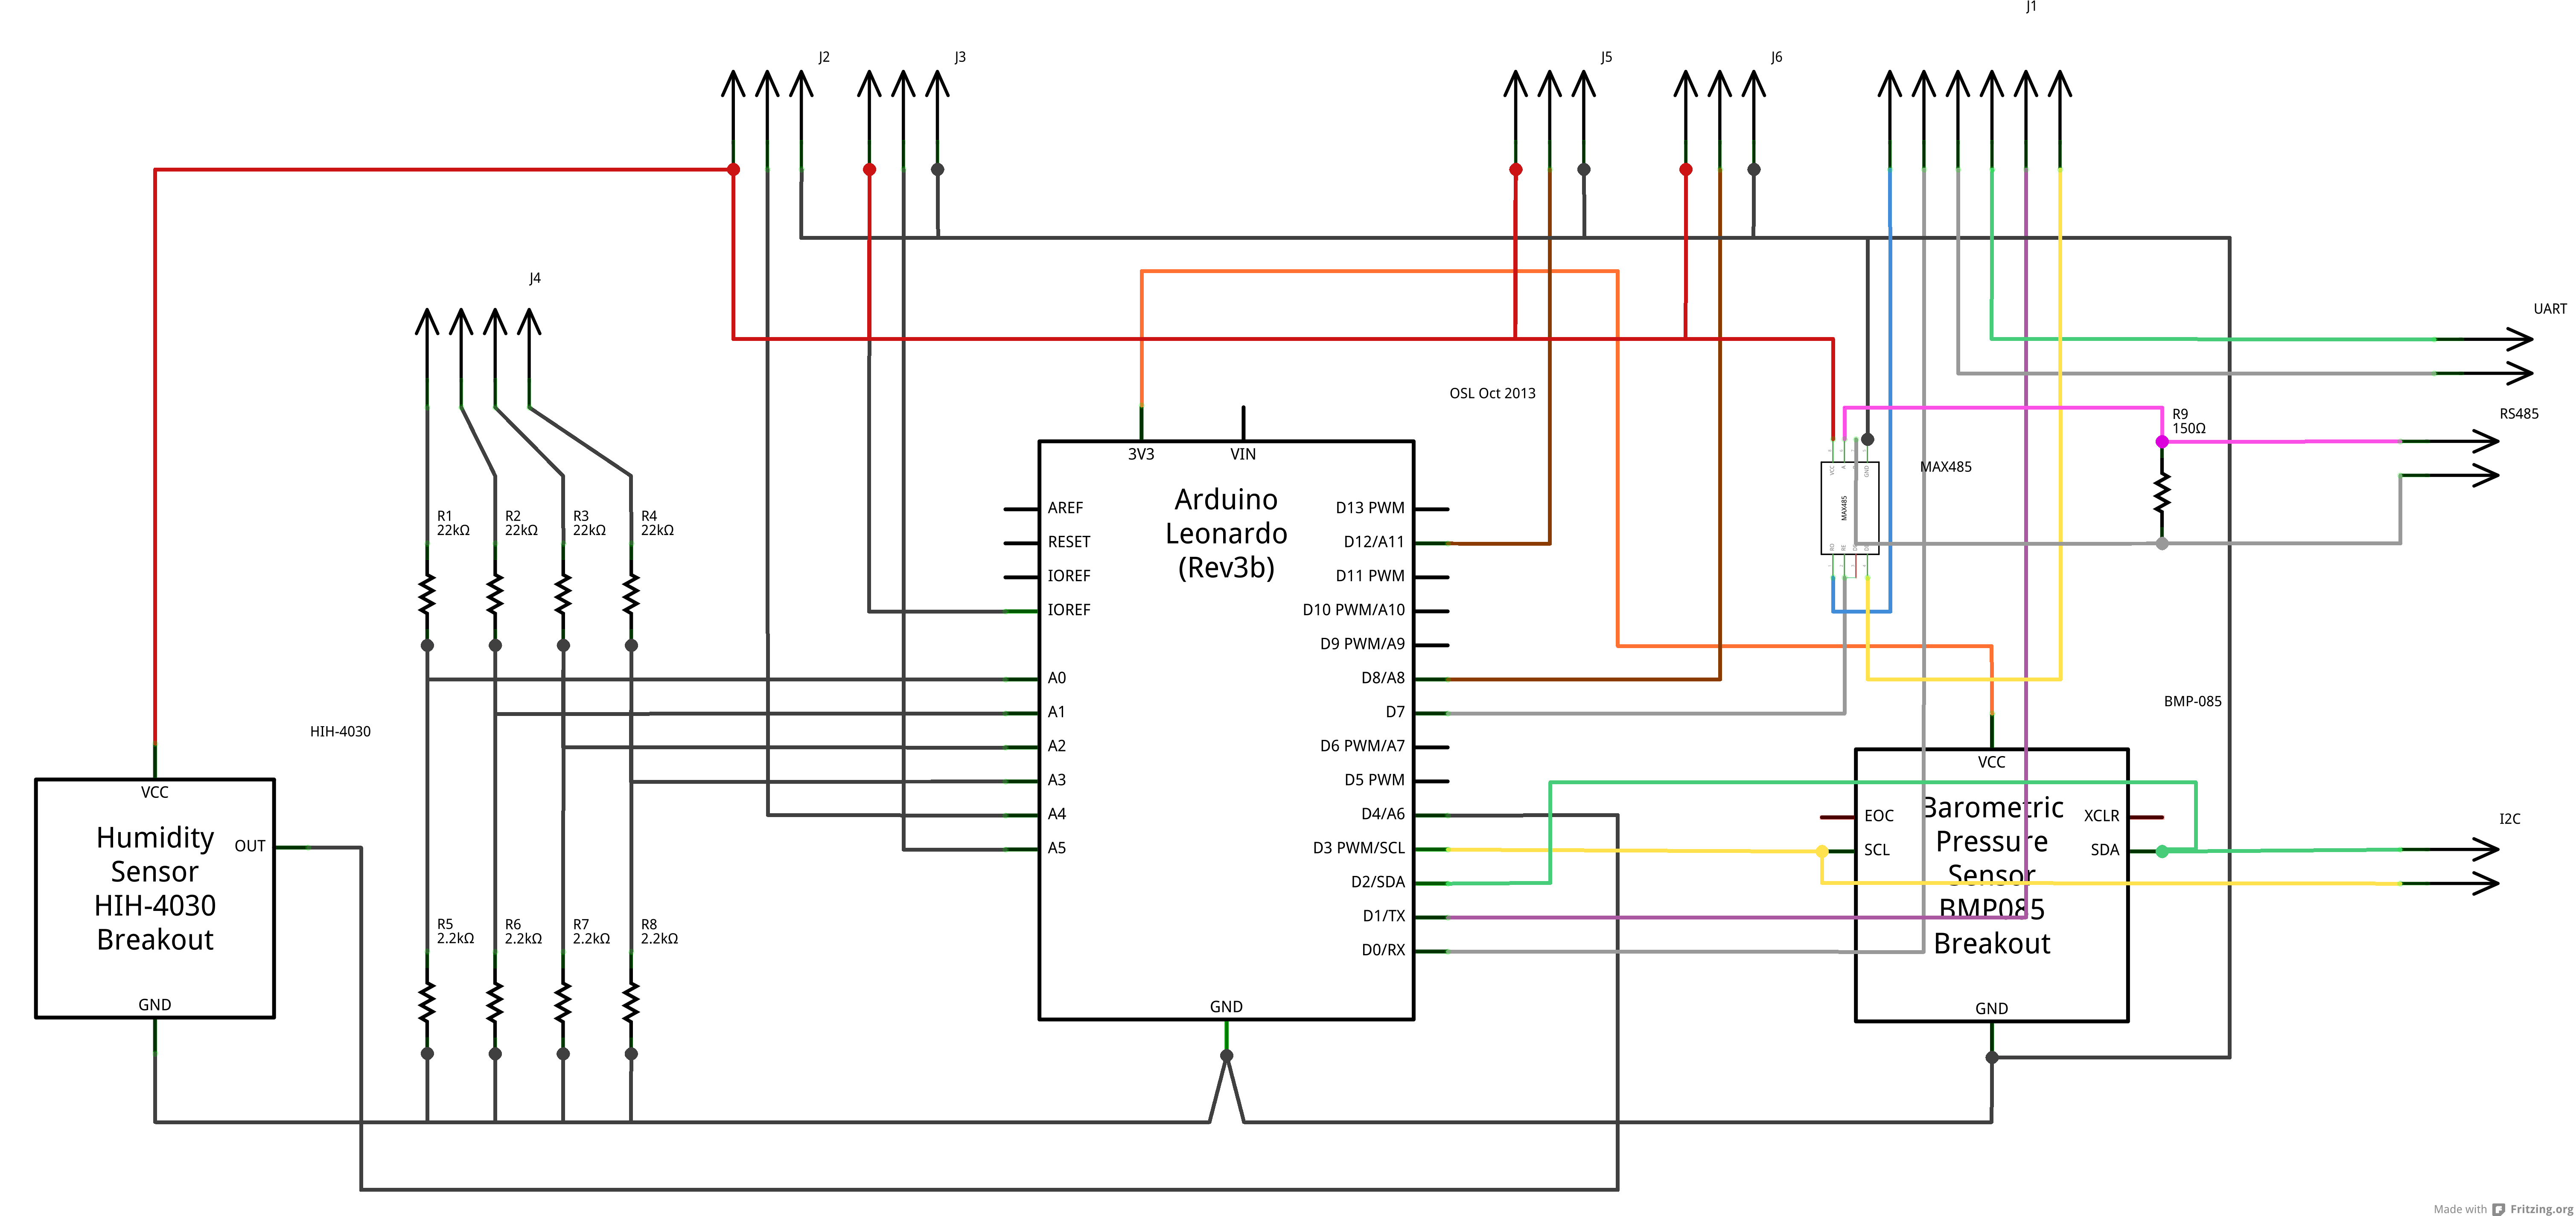 J1
J2
J3
J5
J6
J4
UART
OSL Oct 2013
R9
150Ω
RS485
MAX485
3V3
VIN
Arduino
Leonardo
(Rev3b)
AREF
RESET
IOREF
IOREF
A0
A1
A2
A3
A4
A5
D13 PWM
D12/A11
D11 PWM
D10 PWM/A10
D9 PWM/A9
D8/A8
D7
D6 PWM/A7
D5 PWM
D4/A6
D3 PWM/SCL
D2/SDA
D1/TX
D0/RX
GND
VCC
A
GND
MAX485
RO
RE
R1
22kΩ
R2
22kΩ
R3
22kΩ
R4
22kΩ
HIH-4030
VCC
Humidity
Sensor
HIH-4030
Breakout
OUT
GND
R5
2.2kΩ
R6
2.2kΩ
R7
2.2kΩ
R8
2.2kΩ
BMP-085
VCC
EOC
SCL
Barometric
Pressure
Sensor
BMP085
Breakout
XCLR
SDA
GND
I2C
Made with Fritzing.org